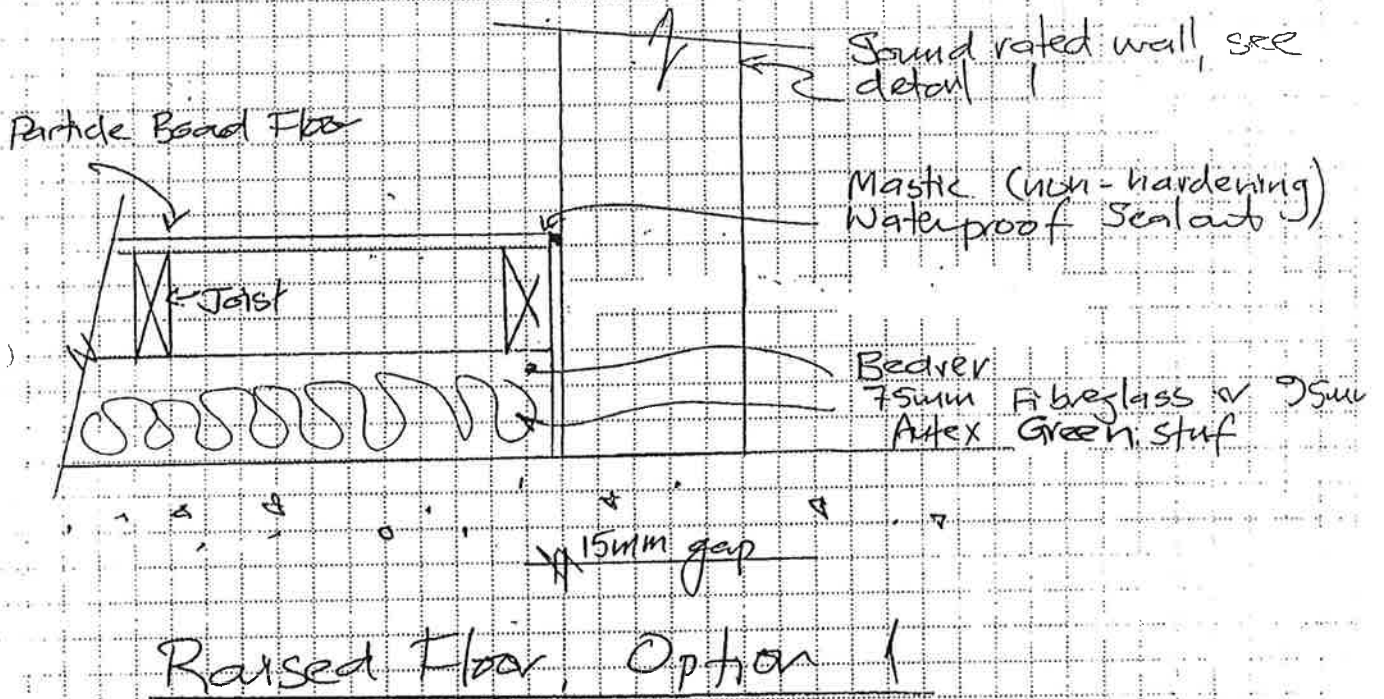 Sound rated wall, see
detail 1
Particle Board Floor
Mastic (non-hardening)
Waterproof Sealant
Joist
Bearer
75mm Fibreglass or 95mm
Autex Green stuf
15mm gap
Raised Floor, Option 1